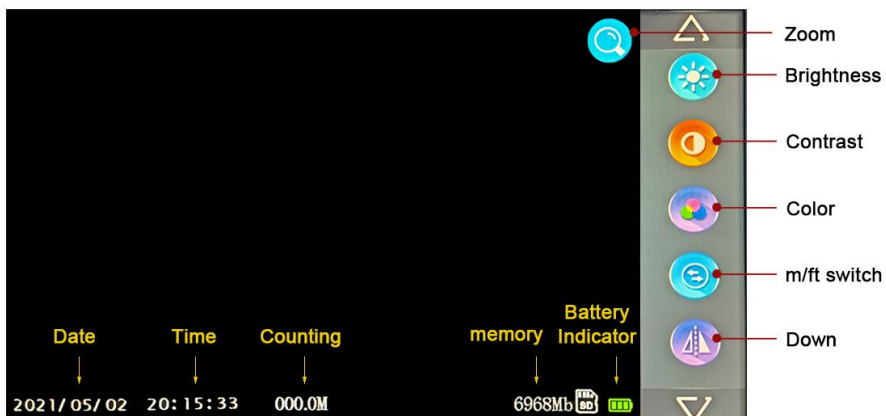 Zoom
Brightness
Contrast
Color
m/ft switch
Down
Date
Time
Counting
memory
Battery
Indicator
2021/05/02 20:15:33 000.0M 6968Mb SD